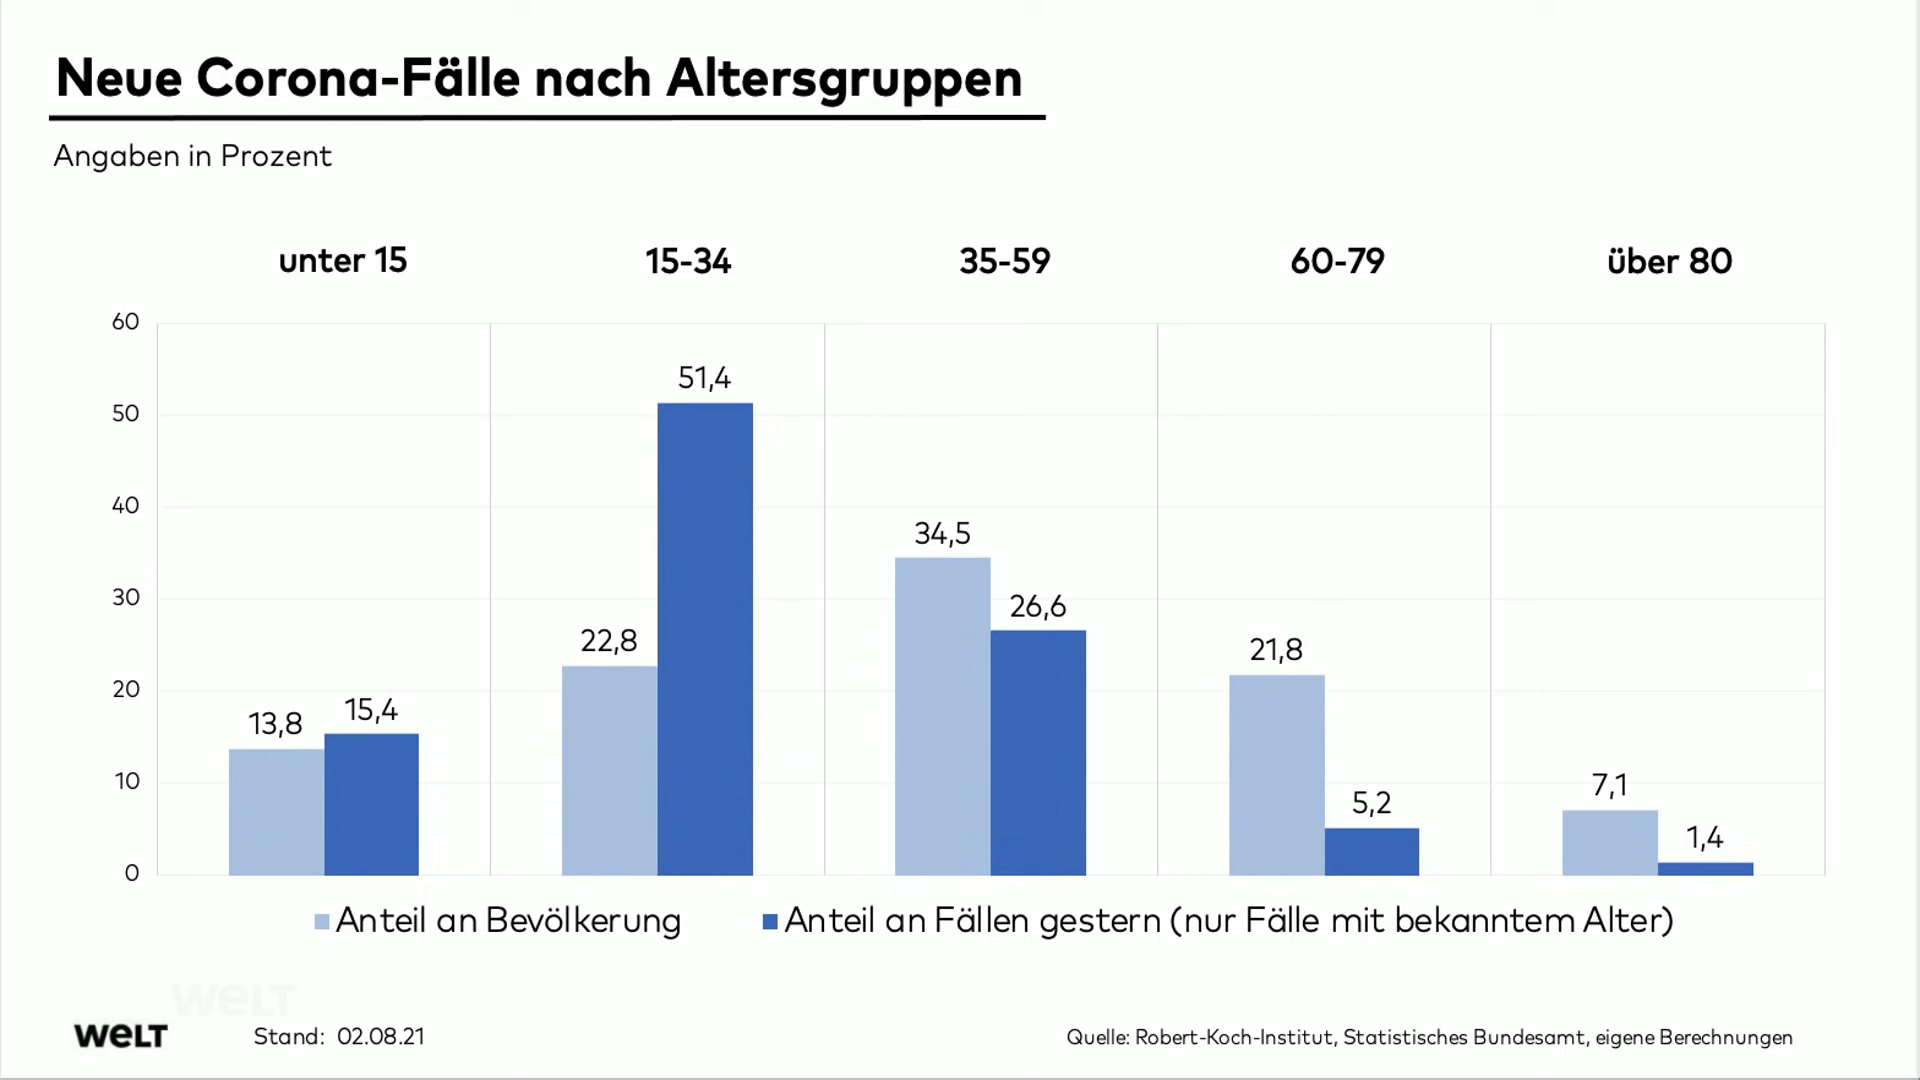 Neue Corona-Fälle nach Altersgruppen
Angaben in Prozent
unter 15 15-34 35-59 60-79 über 80
60
50
40
30
20
10
0
13,8 15,4
22,8 51,4
34,5 26,6
21,8 5,2
7,1 1,4
Anteil an Bevölkerung Anteil an Fällen gestern (nur Fälle mit bekanntem Alter)
WELT
WELT Stand: 02.08.21 Quelle: Robert-Koch-Institut, Statistisches Bundesamt, eigene Berechnungen